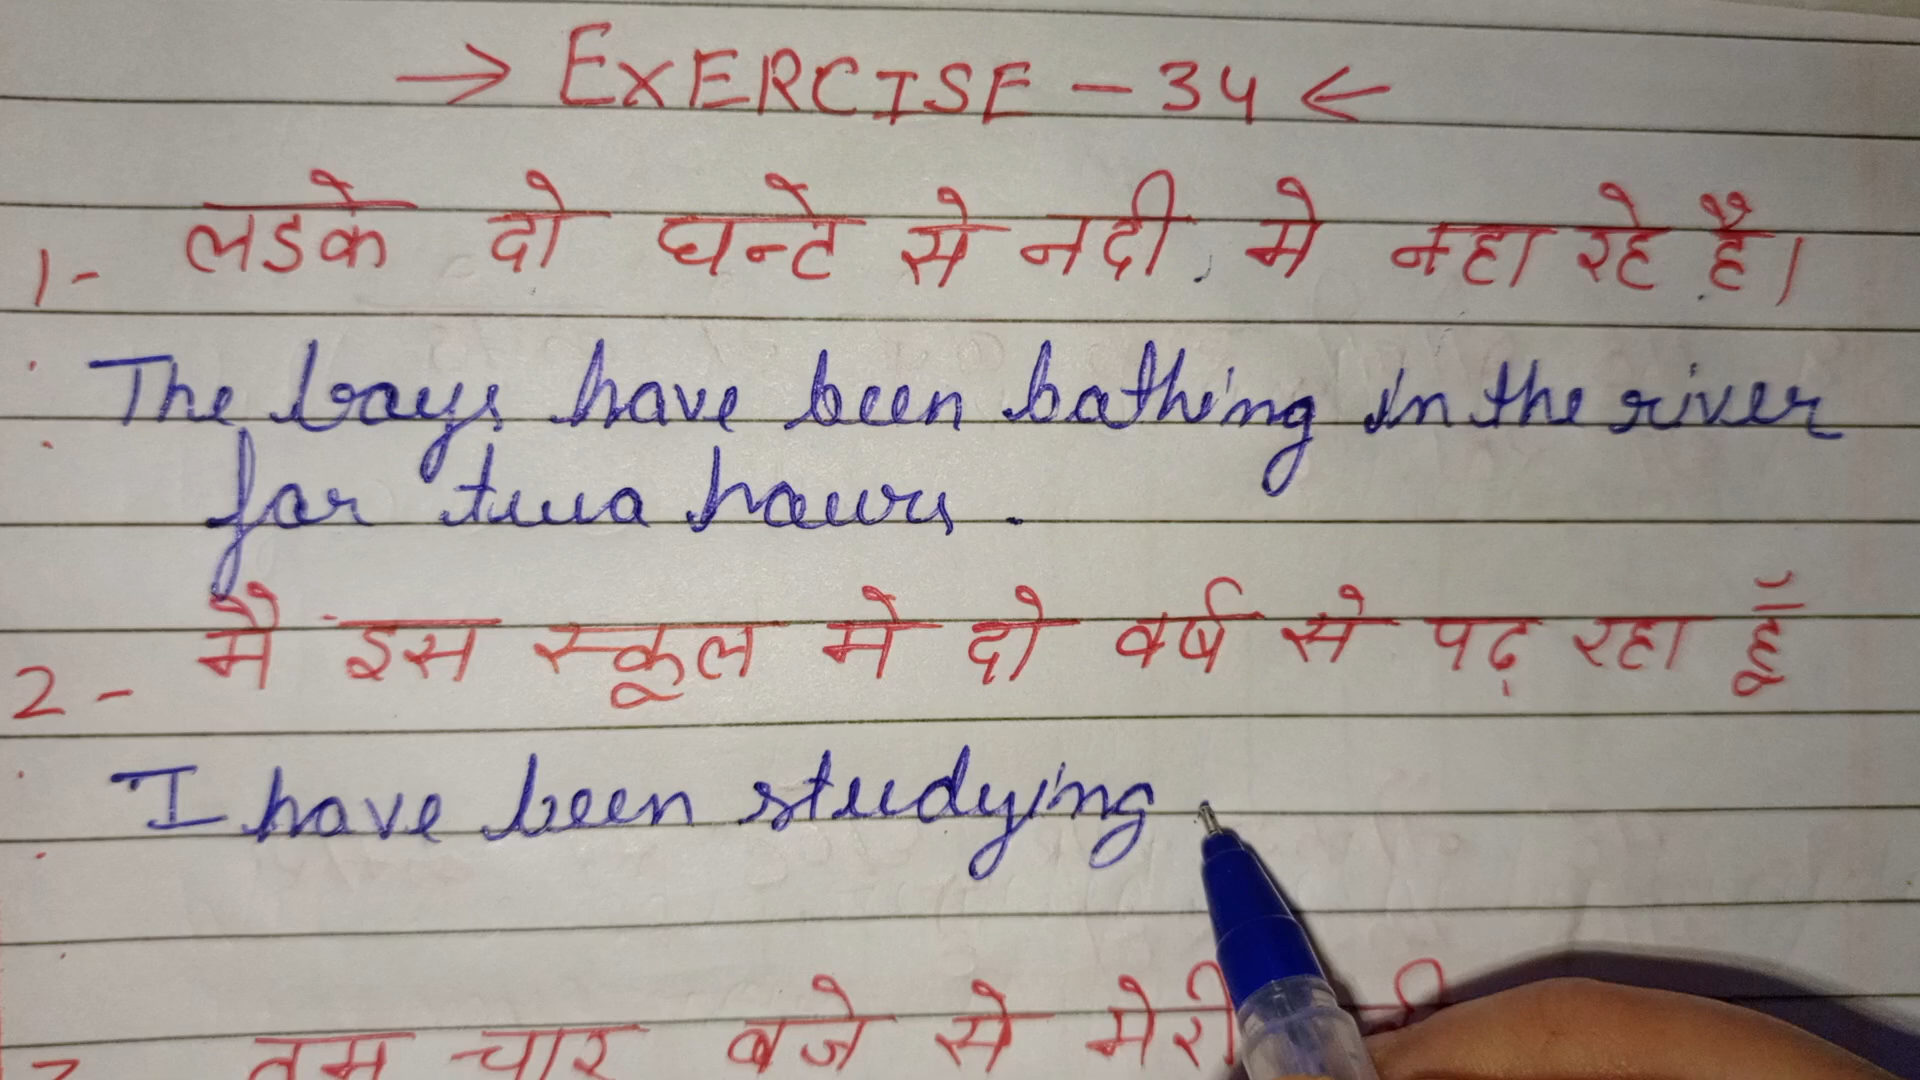 → EXERCISE - 34 ←
1- लडके दो घन्टे से नदी मे नहा रहे है।
The boys have been bathing in the river
for two hours.
2- मै इस स्कूल मे दो वर्ष से पढ़ रहा हूँ
I have been studying
तुम चार बजे से मेरी